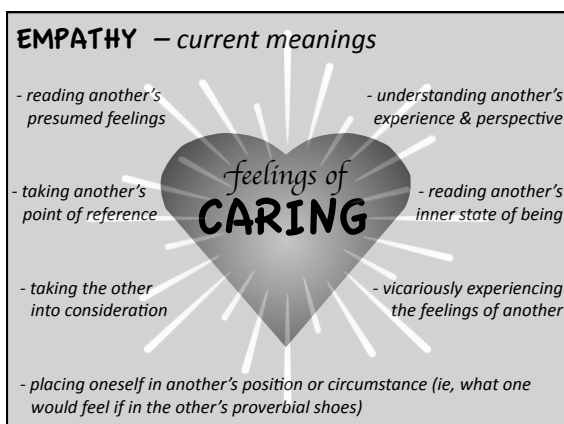 EMPATHY – current meanings
- reading another's
presumed feelings
- understanding another's
experience & perspective
feelings of
CARING
- taking another's
point of reference
- reading another's
inner state of being
- taking the other
into consideration
- vicariously experiencing
the feelings of another
- placing oneself in another's position or circumstance (ie, what one
would feel if in the other's proverbial shoes)